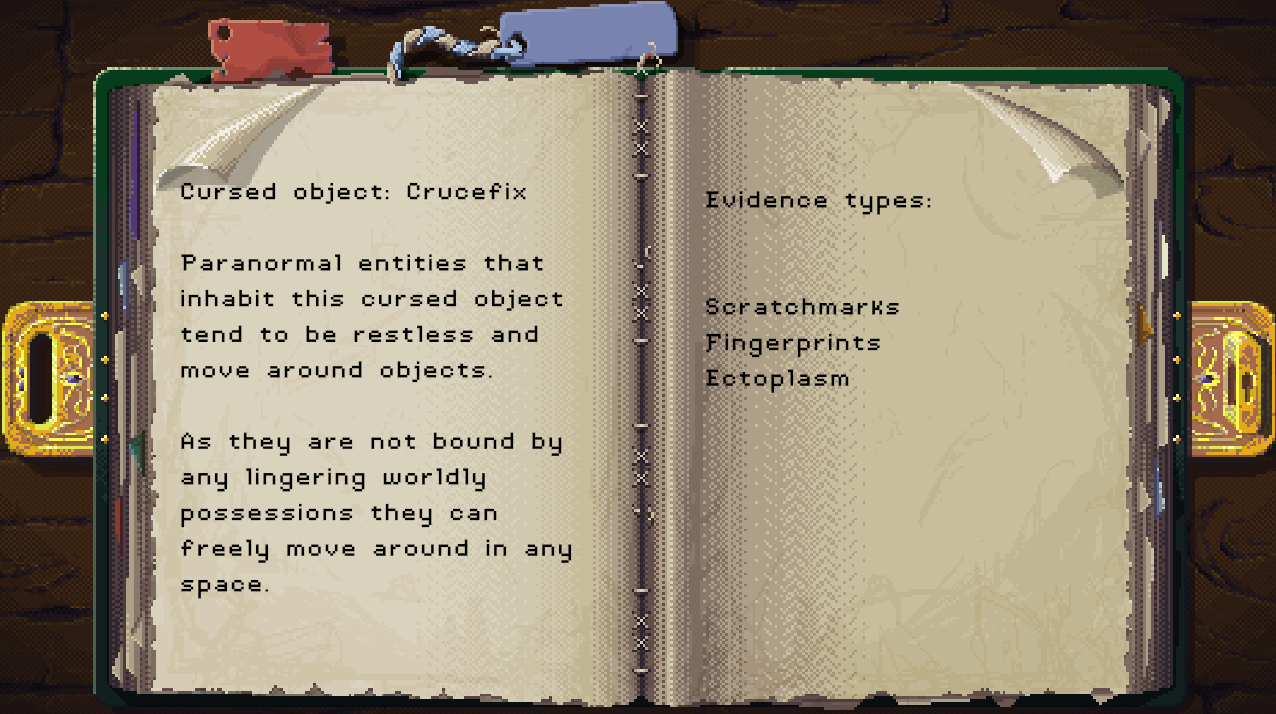 Cursed object: Crucefix
Paranormal entities that
inhabit this cursed object
tend to be restless and
move around objects.
As they are not bound by
any lingering worldly
possessions they can
freely move around in any
space.
Evidence types:
Scratchmarks
Fingerprints
Ectoplasm